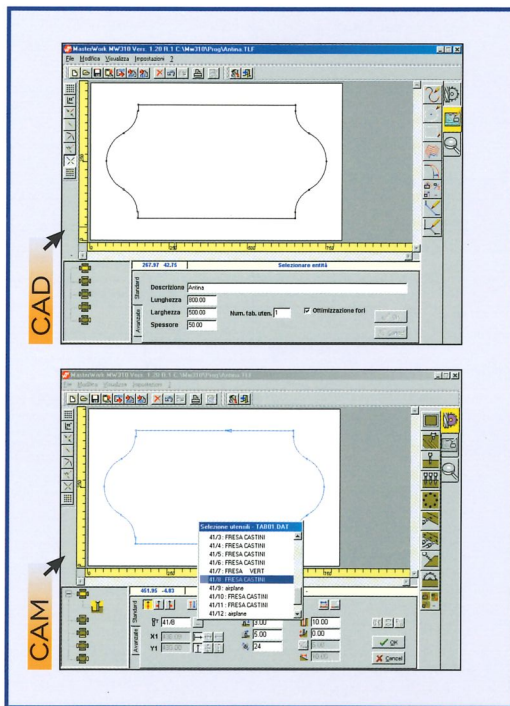 MasterWork MW310 Vers. 1.20 R.1 C:\Mw310\Prog\Antina.TLF
File Modifica Visualizza Impostazioni ?
267.97 42.75 Selezionare entità
Standard
Avanzate
Descrizione Antina
Lunghezza 800.00
Larghezza 500.00 Num. tab. uten. 1 Ottimizzazione fori
Spessore 50.00
CAD
MasterWork MW310 Vers. 1.20 R.1 C:\Mw310\Prog\Antina.TLF
File Modifica Visualizza Impostazioni ?
Selezione utensili - TAB01.DAT
41/3 : FRESA CASTINI
41/4 : FRESA CASTINI
41/5 : FRESA CASTINI
41/6 : FRESA CASTINI
41/7 : FRESA VERT
41/8 : FRESA CASTINI
41/9 : airplane
41/10 : FRESA CASTINI
41/11 : FRESA CASTINI
41/12 : airplane
461.95 -4.83
Standard
Avanzate
41/8 3.00 10.00
X1 5.00 0.00
Y1 24
OK
Cancel
CAM